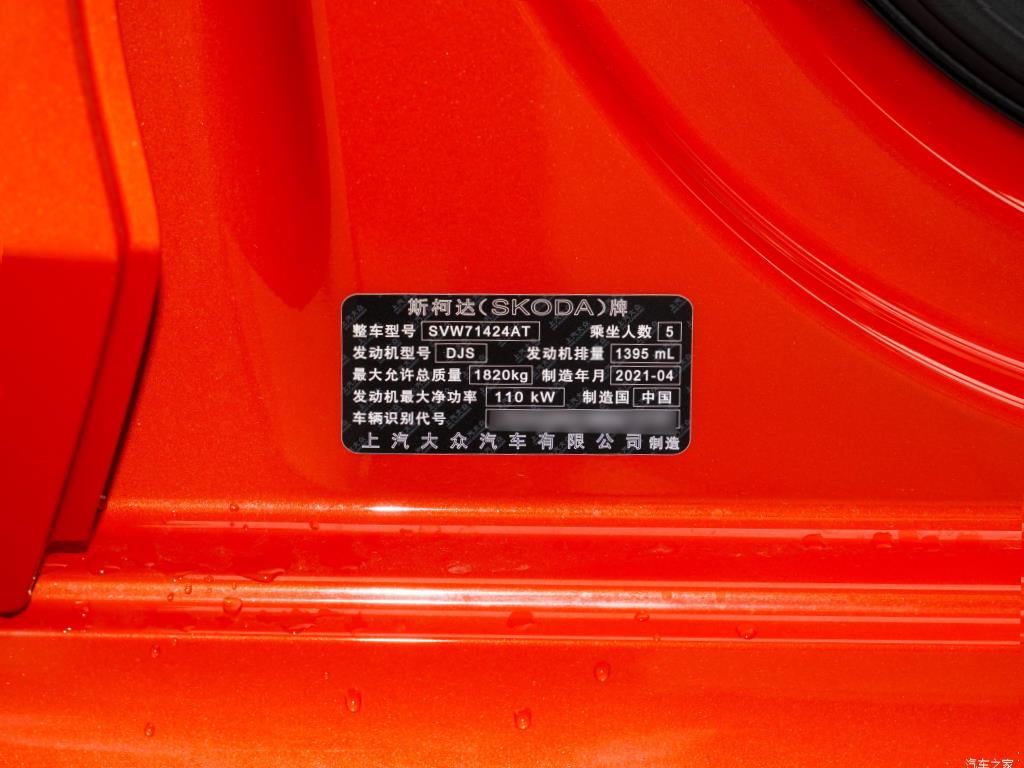 斯柯达(SKODA)牌
整车型号 SVW71424AT 乘坐人数 5
发动机型号 DJS 发动机排量 1395 mL
最大允许总质量 1820kg 制造年月 2021-04
发动机最大净功率 110 kW 制造国 中国
车辆识别代号
上汽大众汽车有限公司制造
汽车之家